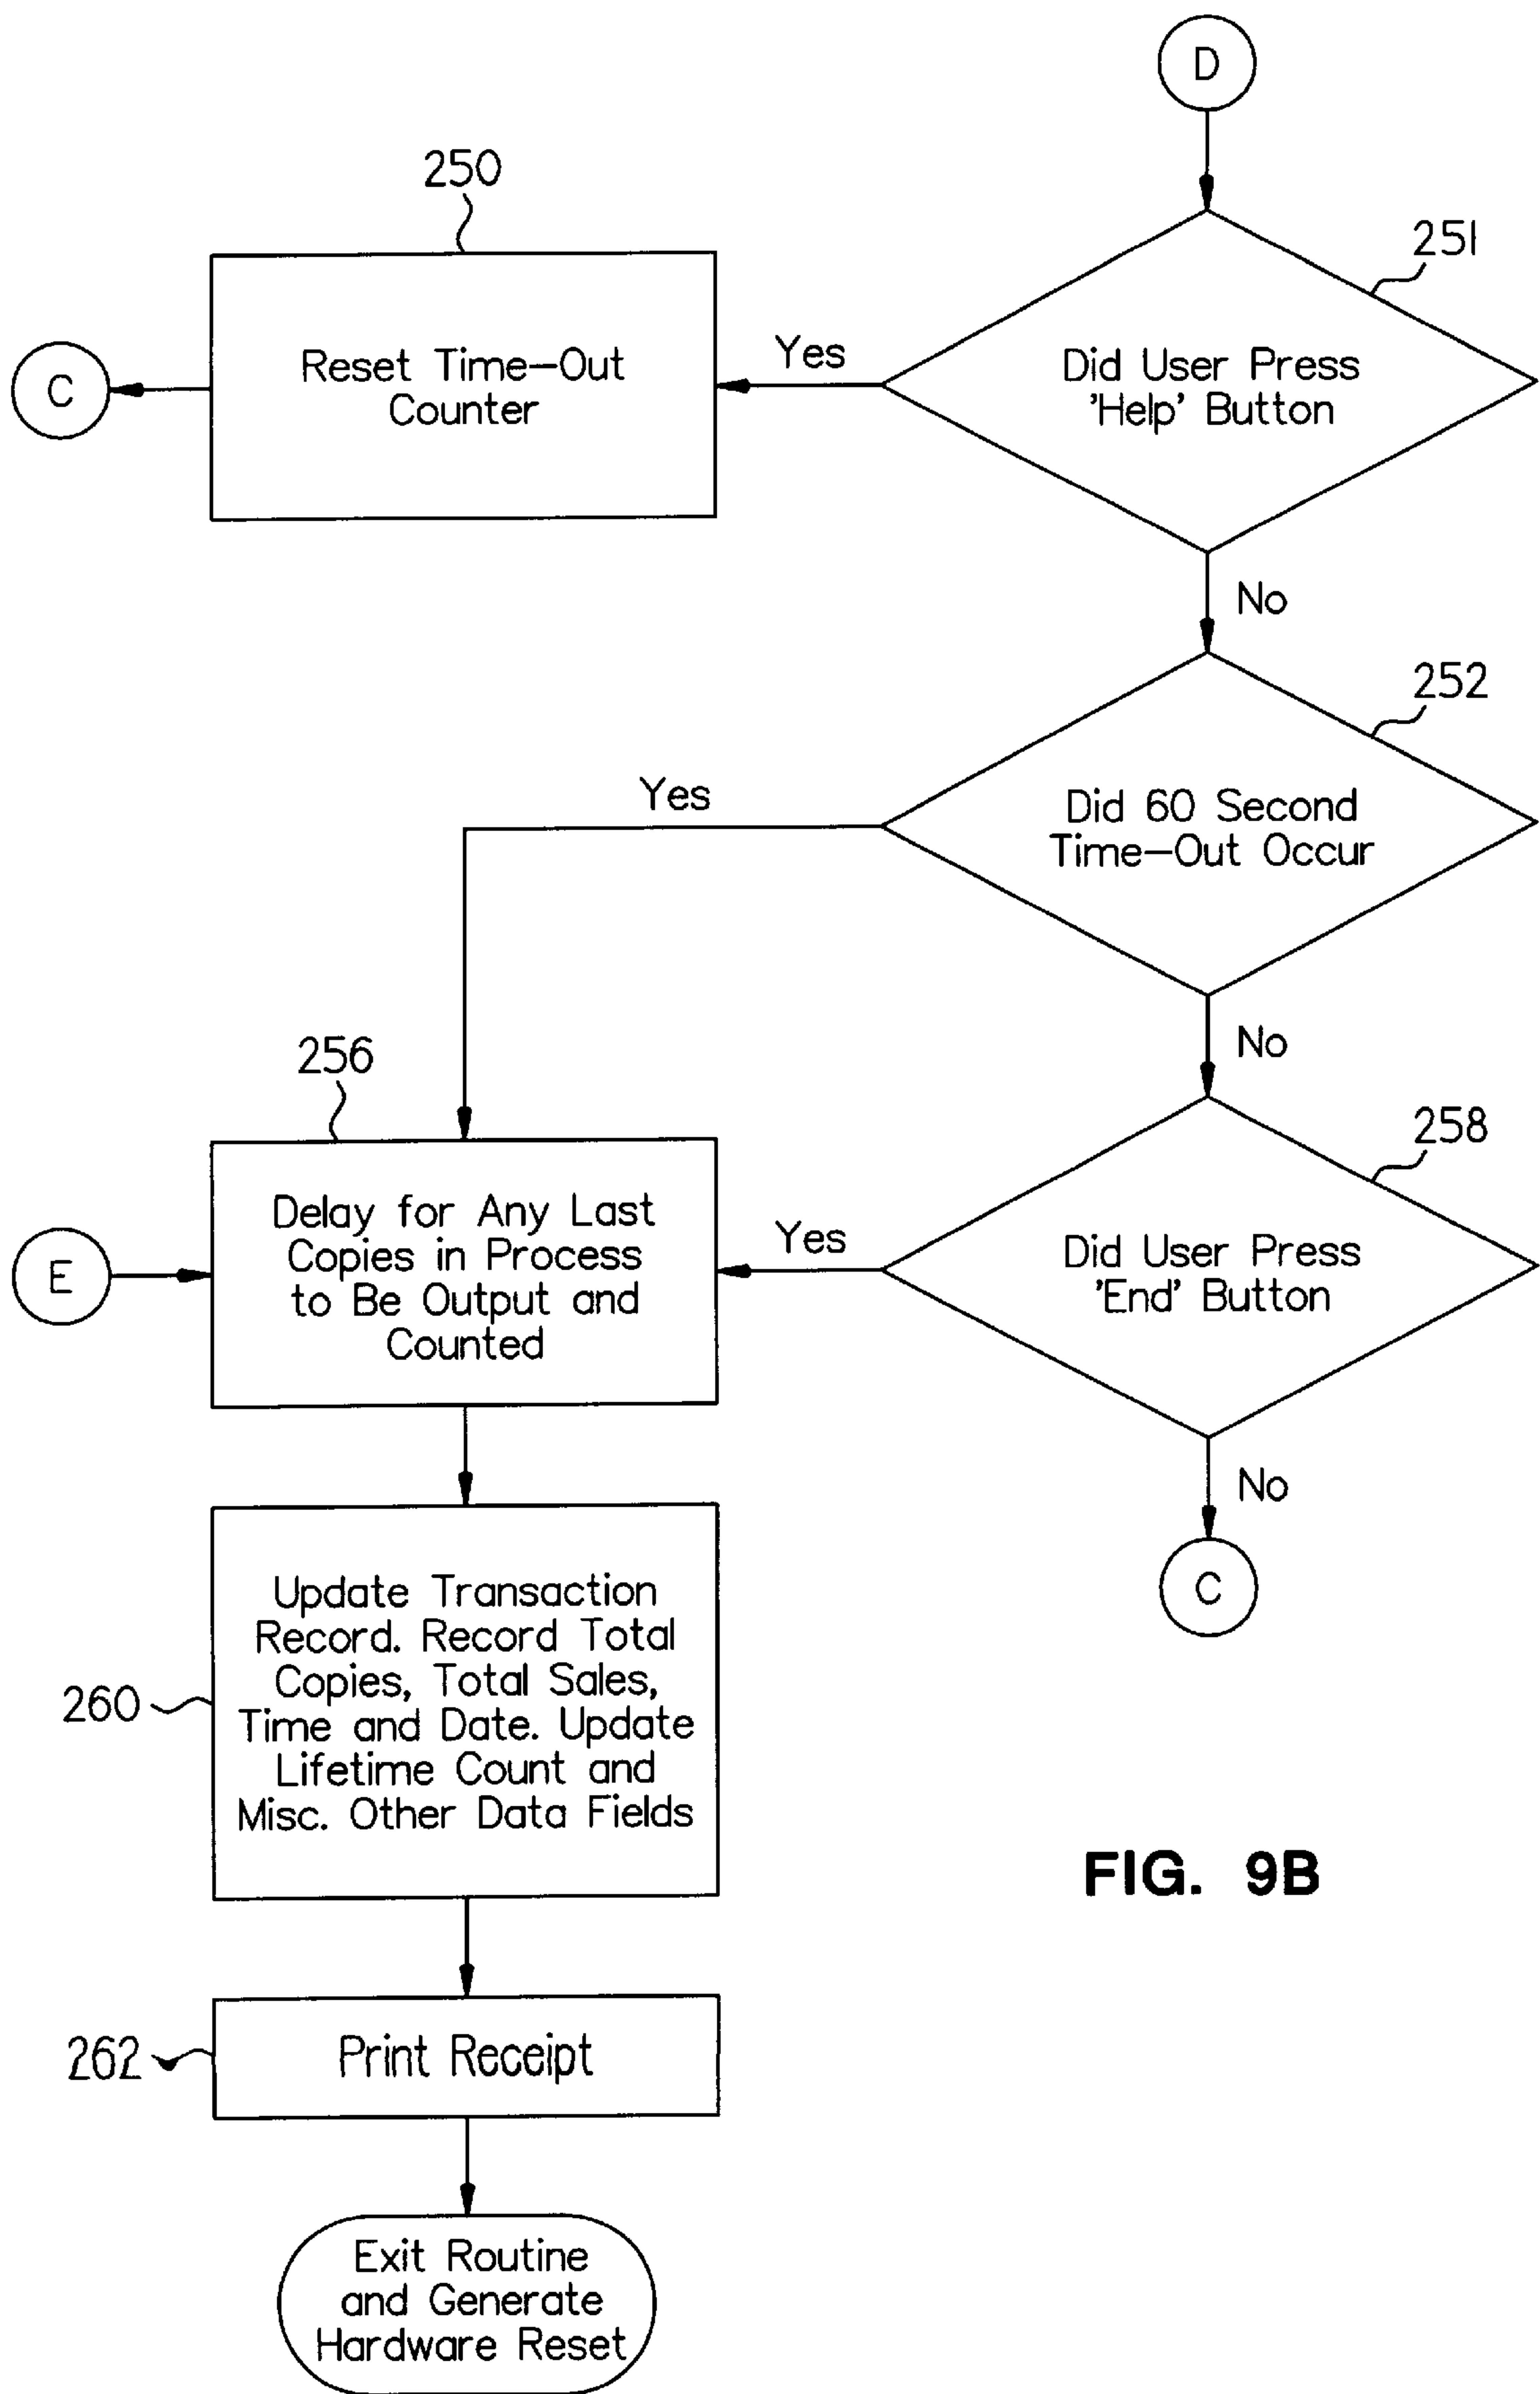 D
250
251
Reset Time-Out
Counter
C
Yes
Did User Press
'Help' Button
No
252
Yes
Did 60 Second
Time-Out Occur
No
256
258
Delay for Any Last
Copies in Process
to Be Output and
Counted
E
Yes
Did User Press
'End' Button
No
C
Update Transaction
Record. Record Total
Copies, Total Sales,
Time and Date. Update
Lifetime Count and
Misc. Other Data Fields
260
FIG. 9B
262
Print Receipt
Exit Routine
and Generate
Hardware Reset